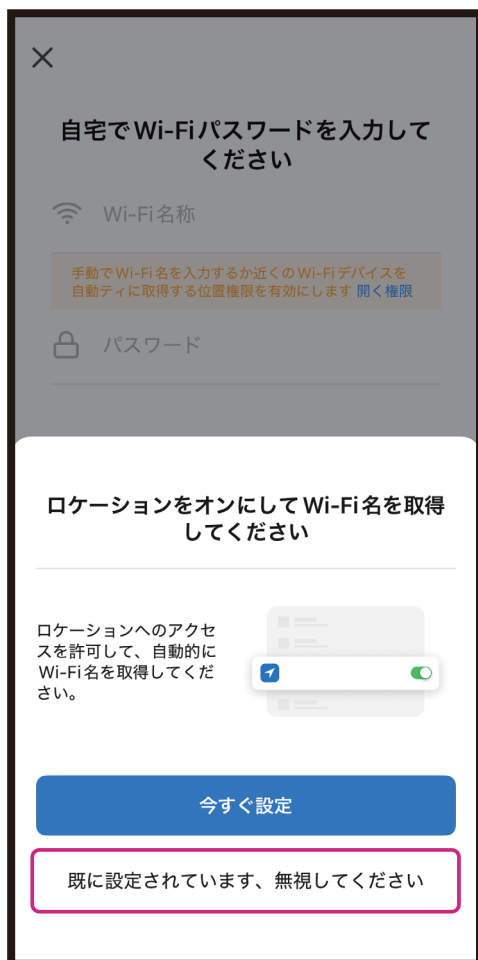 自宅でWi-Fiパスワードを入力して
ください
Wi-Fi名称
手動でWi-Fi名を入力するか近くのWi-Fiデバイスを
自動ティに取得する位置権限を有効にします 開く権限
パスワード
ロケーションをオンにしてWi-Fi名を取得
してください
ロケーションへのアクセ
スを許可して、自動的に
Wi-Fi名を取得してくだ
さい。
今すぐ設定
既に設定されています、無視してください